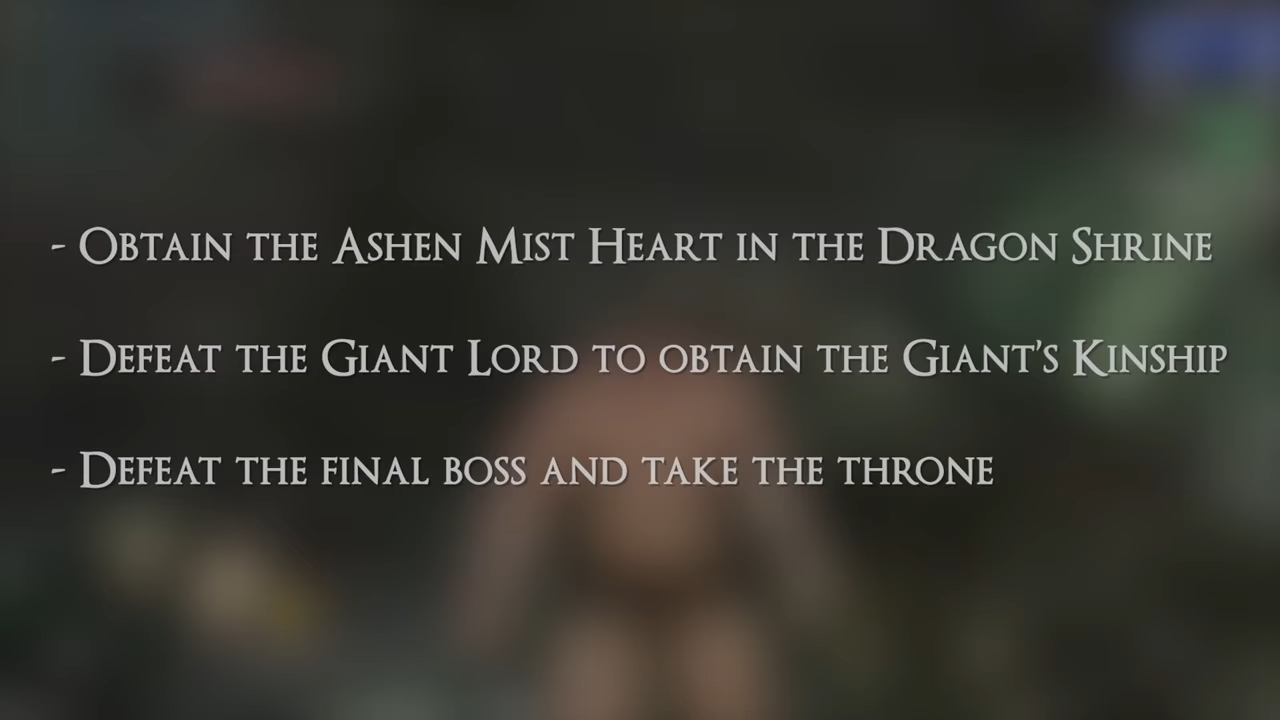 - Obtain the Ashen Mist Heart in the Dragon Shrine
- Defeat the Giant Lord to obtain the Giant's Kinship
- Defeat the final boss and take the throne